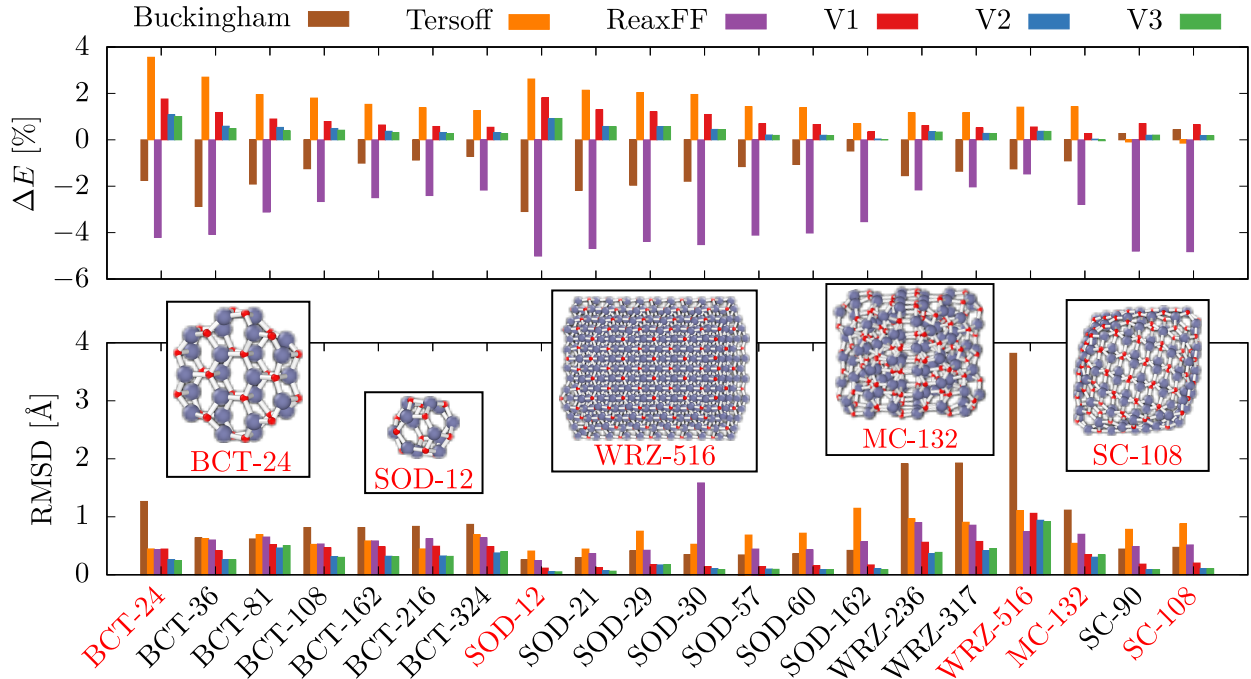 Buckingham Tersoff ReaxFF V1 V2 V3
ΔE [%]
4
2
0
−2
−4
−6
RMSD [Å]
4
3
2
1
0
BCT-24
SOD-12
WRZ-516
MC-132
SC-108
BCT-24
BCT-36
BCT-81
BCT-108
BCT-162
BCT-216
BCT-324
SOD-12
SOD-21
SOD-29
SOD-30
SOD-57
SOD-60
SOD-162
WRZ-236
WRZ-317
WRZ-516
MC-132
SC-90
SC-108